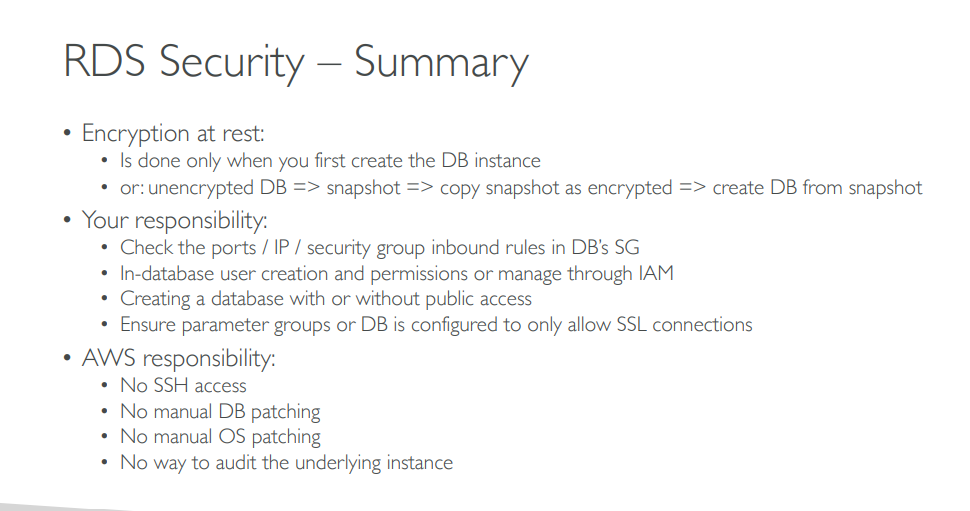 RDS Security – Summary
• Encryption at rest:
• Is done only when you first create the DB instance
• or: unencrypted DB => snapshot => copy snapshot as encrypted => create DB from snapshot
• Your responsibility:
• Check the ports / IP / security group inbound rules in DB's SG
• In-database user creation and permissions or manage through IAM
• Creating a database with or without public access
• Ensure parameter groups or DB is configured to only allow SSL connections
• AWS responsibility:
• No SSH access
• No manual DB patching
• No manual OS patching
• No way to audit the underlying instance